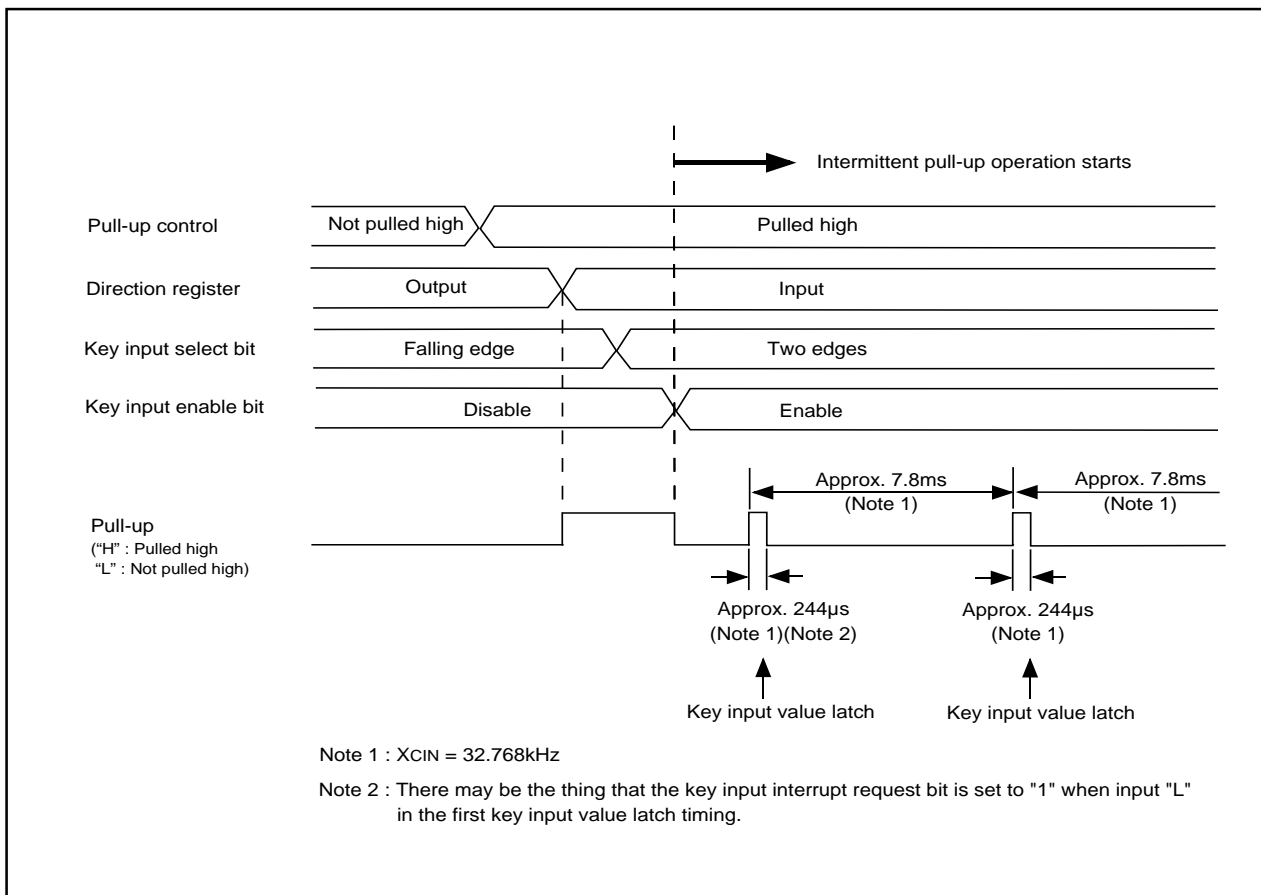 Intermittent pull-up operation starts
Pull-up control
Not pulled high
Pulled high
Direction register
Output
Input
Key input select bit
Falling edge
Two edges
Key input enable bit
Disable
Enable
Approx. 7.8ms
(Note 1)
Approx. 7.8ms
(Note 1)
Pull-up
(“H” : Pulled high
“L” : Not pulled high)
Approx. 244µs
(Note 1)(Note 2)
Approx. 244µs
(Note 1)
Key input value latch
Key input value latch
Note 1 : XCIN = 32.768kHz
Note 2 : There may be the thing that the key input interrupt request bit is set to "1" when input "L"
in the first key input value latch timing.